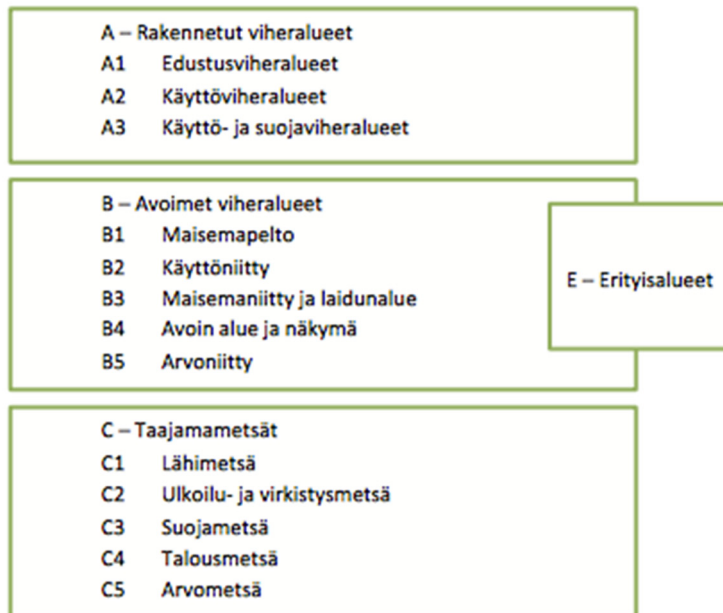 A – Rakennetut viheralueet
A1 Edustusviheralueet
A2 Käyttöviheralueet
A3 Käyttö- ja suojaviheralueet
B – Avoimet viheralueet
B1 Maisemapelto
B2 Käyttöniitty
B3 Maisemaniitty ja laidunalue
B4 Avoin alue ja näkymä
B5 Arvoniitty
E – Erityisalueet
C – Taajamametsät
C1 Lähimetsä
C2 Ulkoilu- ja virkistysmetsä
C3 Suojametsä
C4 Talousmetsä
C5 Arvometsä